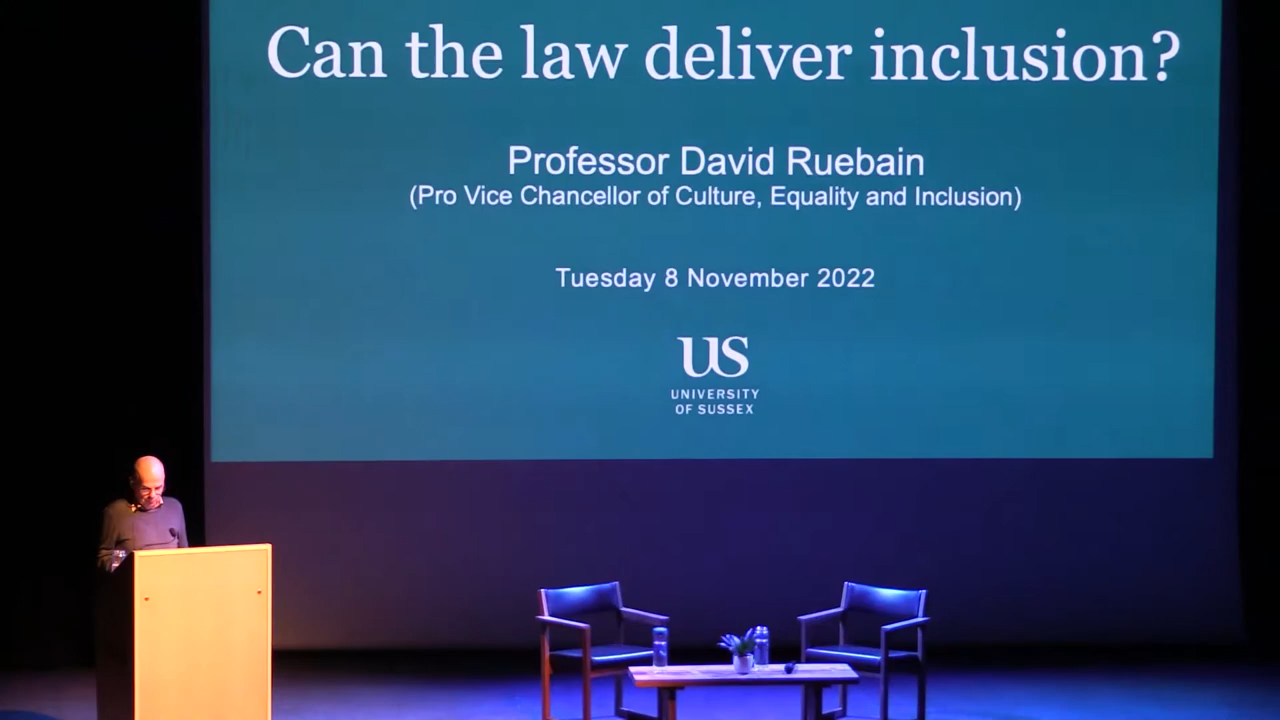 Can the law deliver inclusion?
Professor David Ruebain
(Pro Vice Chancellor of Culture, Equality and Inclusion)
Tuesday 8 November 2022
US
UNIVERSITY
OF SUSSEX